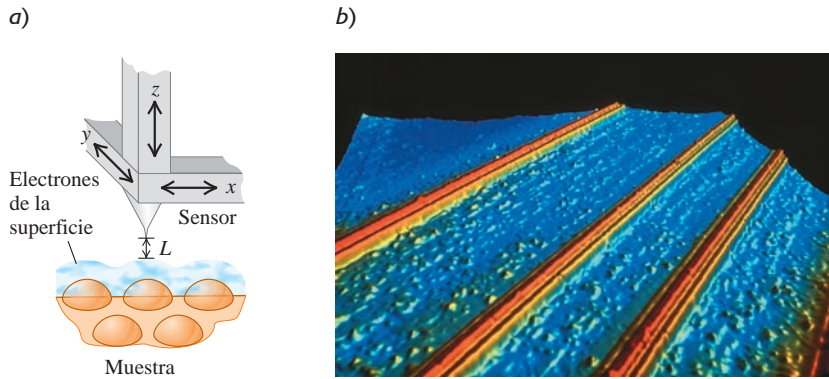 a)
b)
z
y
x
Electrones
de la
superficie
Sensor
L
Muestra